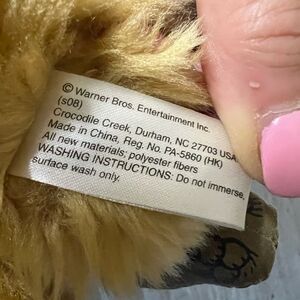 © Warner Bros. Entertainment Inc.
(s08)
Crocodile Creek, Durham, NC 27703 USA
Made in China, Reg. No. PA-5860 (HK)
All new materials; polyester fibers
WASHING INSTRUCTIONS: Do not immerse,
surface wash only.